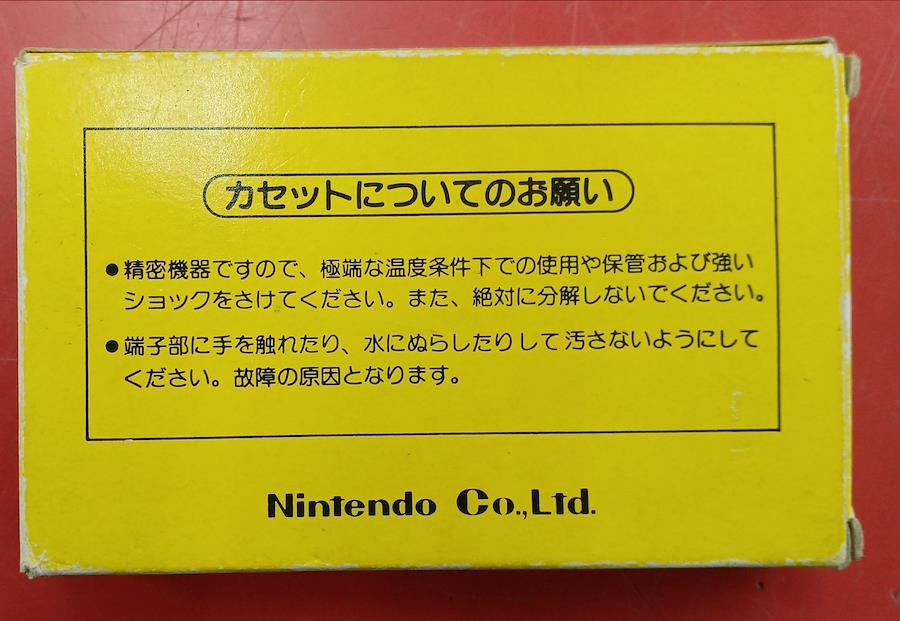 カセットについてのお願い
●精密機器ですので、極端な温度条件下での使用や保管および強い
ショックをさけてください。また、絶対に分解しないでください。
●端子部に手を触れたり、水にぬらしたりして汚さないようにして
ください。故障の原因となります。
Nintendo Co.,Ltd.